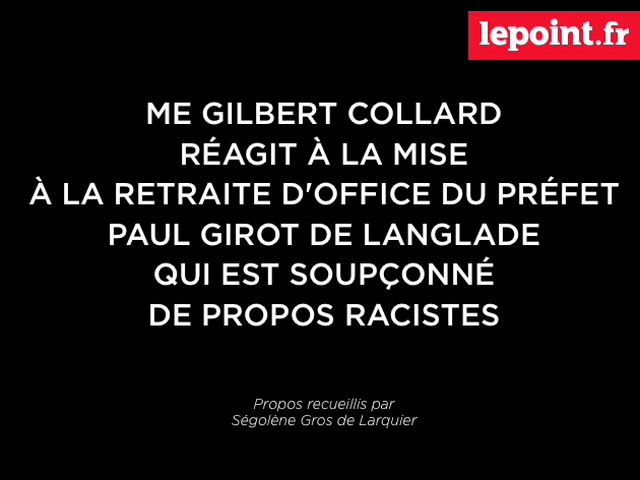 lepoint.fr
ME GILBERT COLLARD
RÉAGIT À LA MISE
À LA RETRAITE D'OFFICE DU PRÉFET
PAUL GIROT DE LANGLADE
QUI EST SOUPÇONNÉ
DE PROPOS RACISTES
Propos recueillis par
Ségolène Gros de Larquier